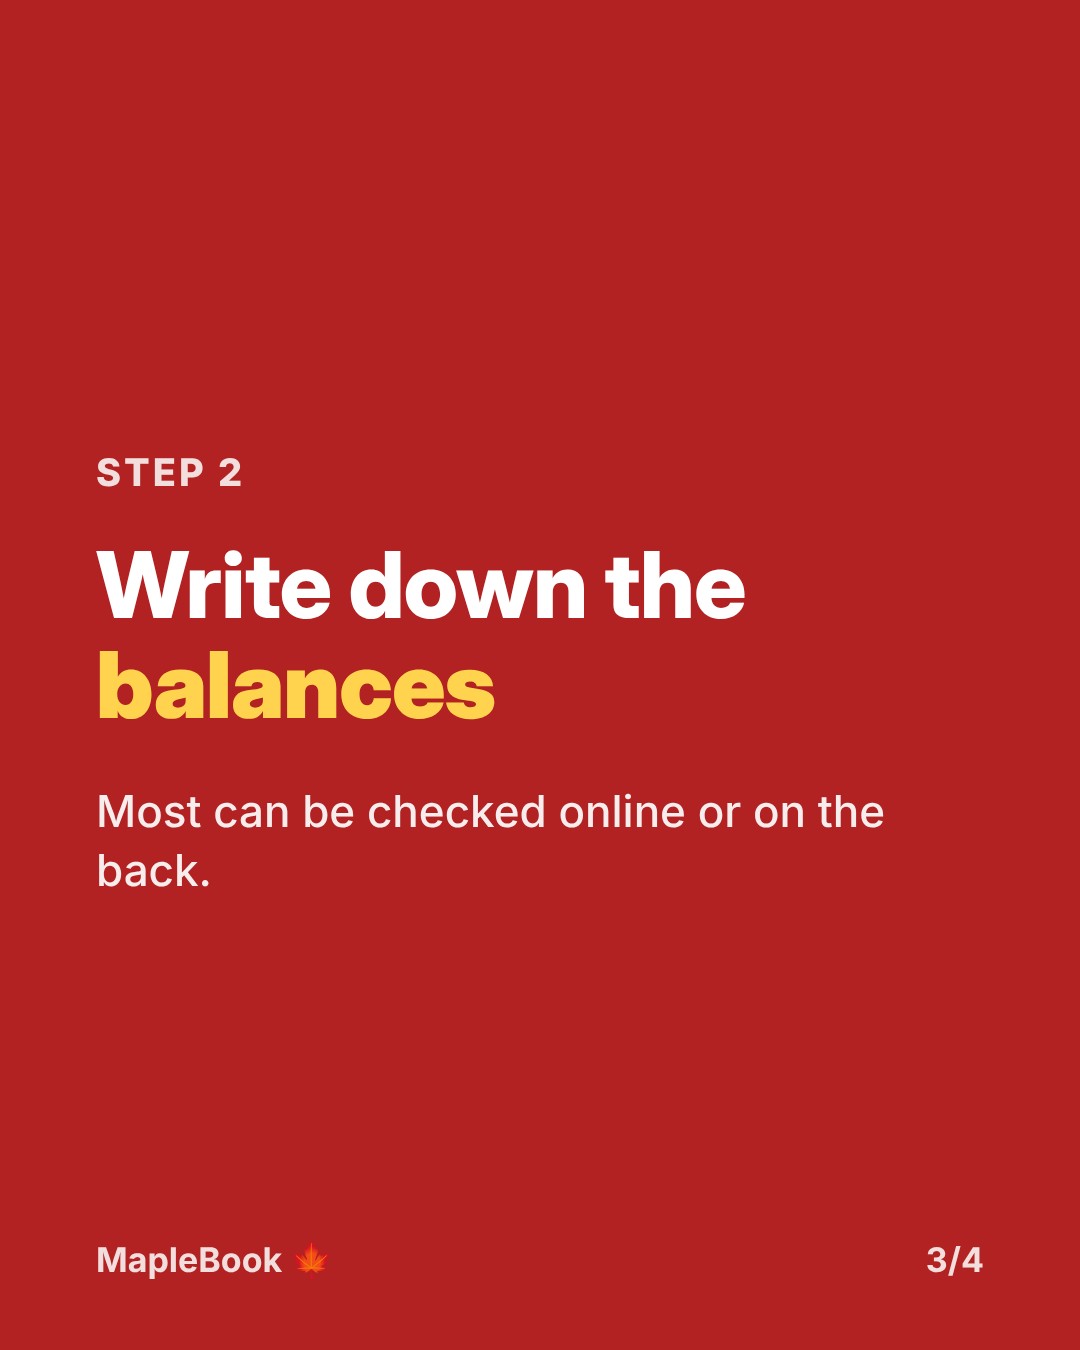 STEP 2
Write down the
balances
Most can be checked online or on the
back.
MapleBook 🍁
3/4